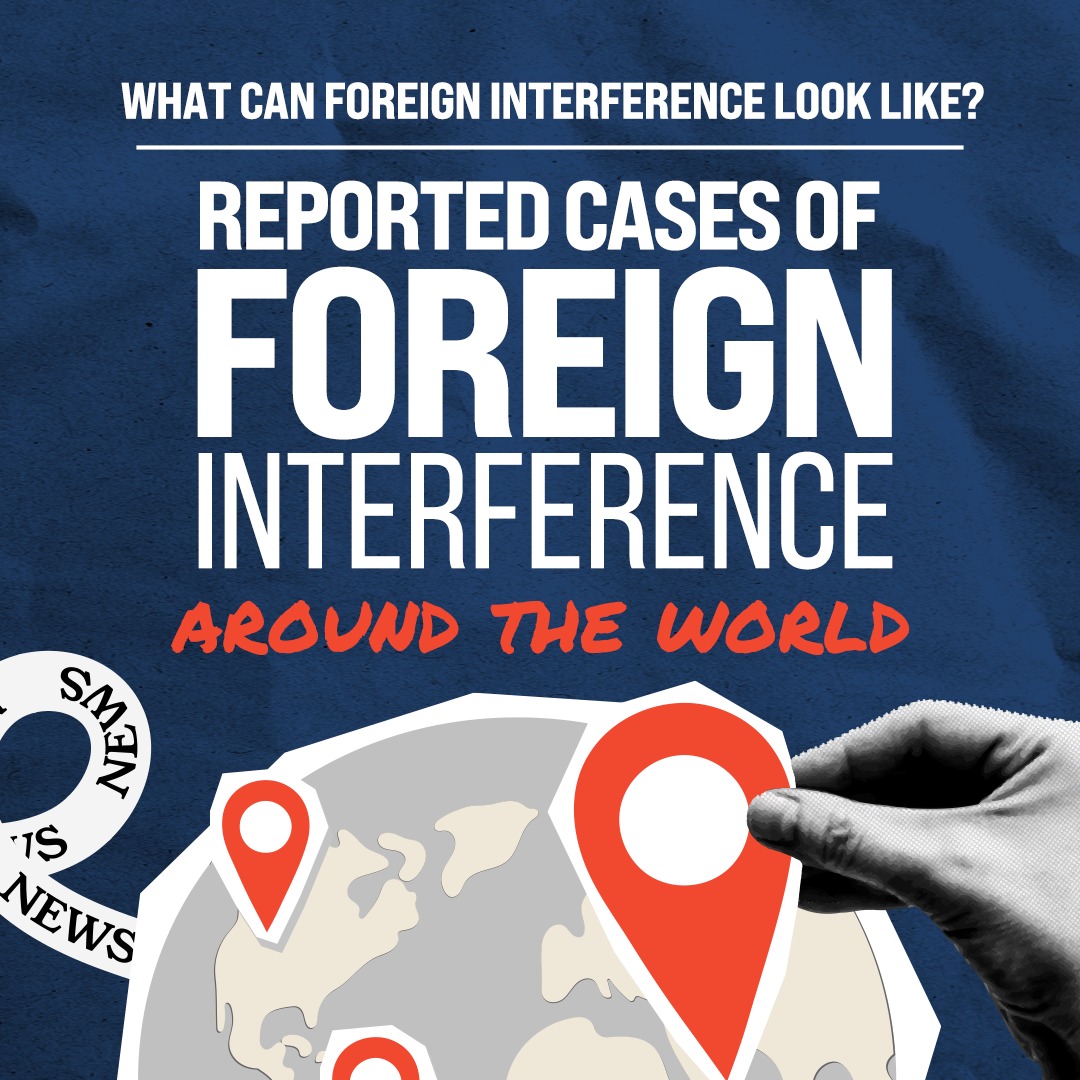 WHAT CAN FOREIGN INTERFERENCE LOOK LIKE?
REPORTED CASES OF
FOREIGN
INTERFERENCE
AROUND THE WORLD
NEWS
NEWS